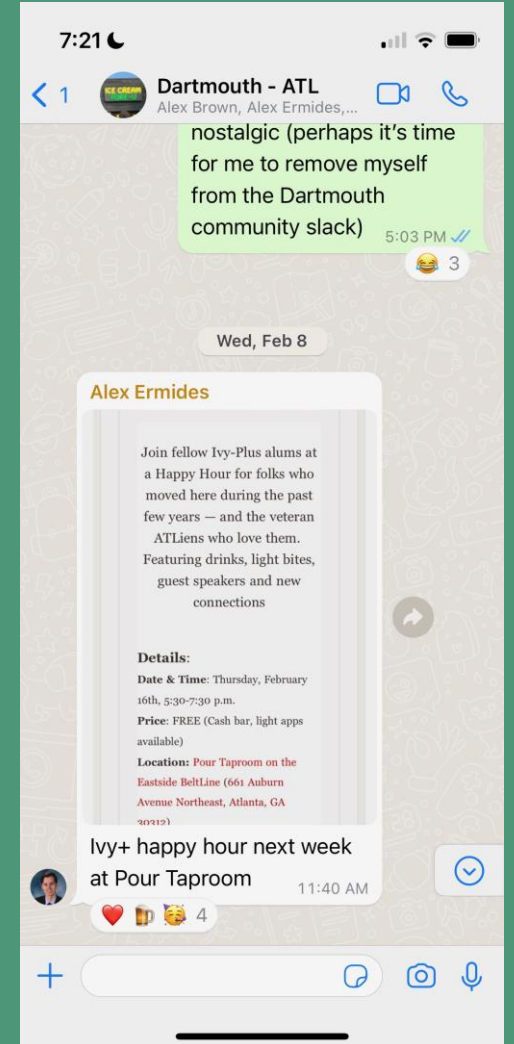 7:21
1
Dartmouth - ATL
Alex Brown, Alex Ermides,...
nostalgic (perhaps it's time
for me to remove myself
from the Dartmouth
community slack)
5:03 PM
😂 3
Wed, Feb 8
Alex Ermides
Join fellow Ivy-Plus alums at
a Happy Hour for folks who
moved here during the past
few years — and the veteran
ATLiens who love them.
Featuring drinks, light bites,
guest speakers and new
connections
Details:
Date & Time: Thursday, February
16th, 5:30-7:30 p.m.
Price: FREE (Cash bar, light apps
available)
Location: Pour Taproom on the
Eastside BeltLine (661 Auburn
Avenue Northeast, Atlanta, GA
30312)
Ivy+ happy hour next week
at Pour Taproom
11:40 AM
❤️ 🍺 🥳 4